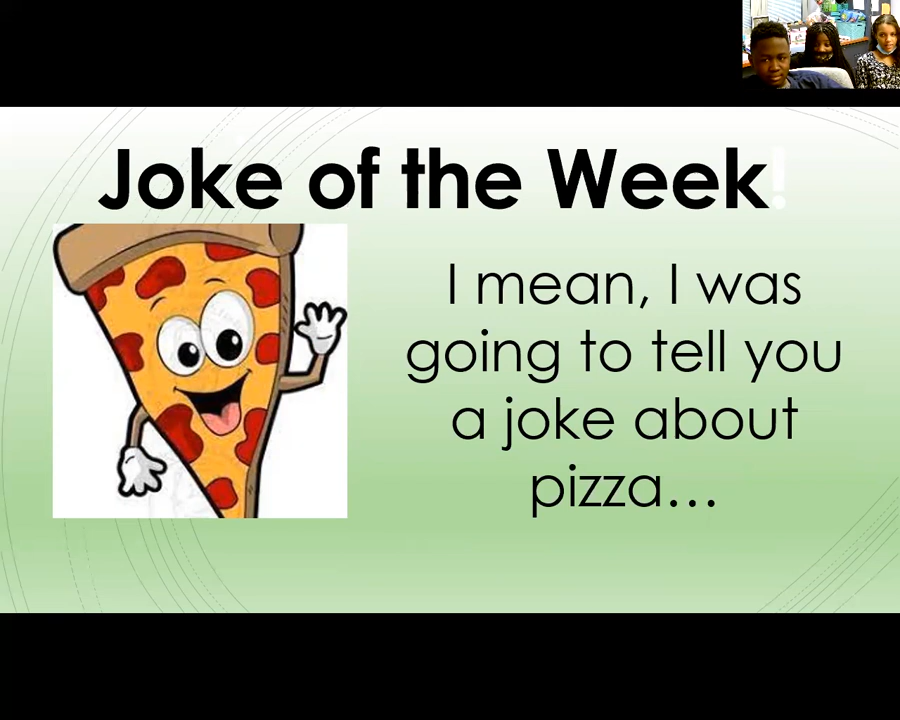 Joke of the Week!
I mean, I was
going to tell you
a joke about
pizza...